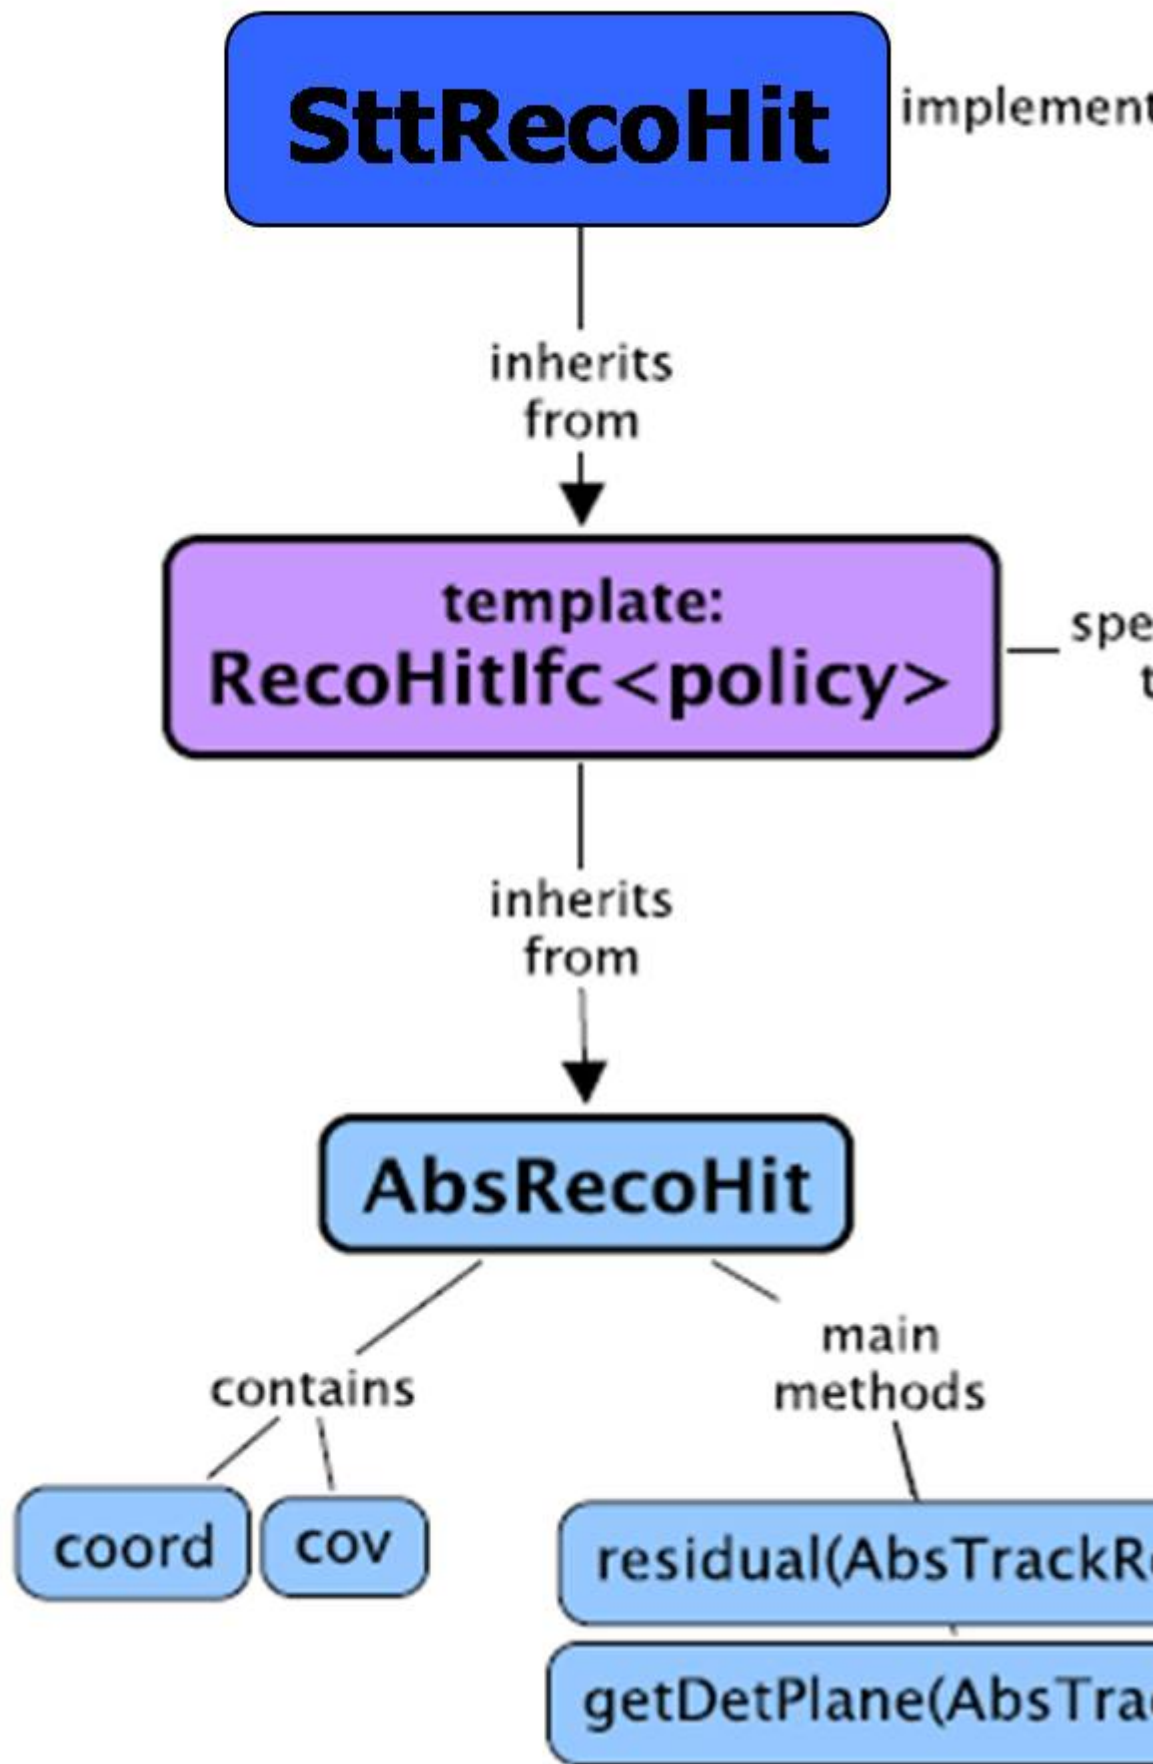 SttRecoHit
implement
inherits
from
template:
RecoHitIfc<policy>
spe
t
inherits
from
AbsRecoHit
main
methods
contains
coord
cov
residual(AbsTrackR
getDetPlane(AbsTra